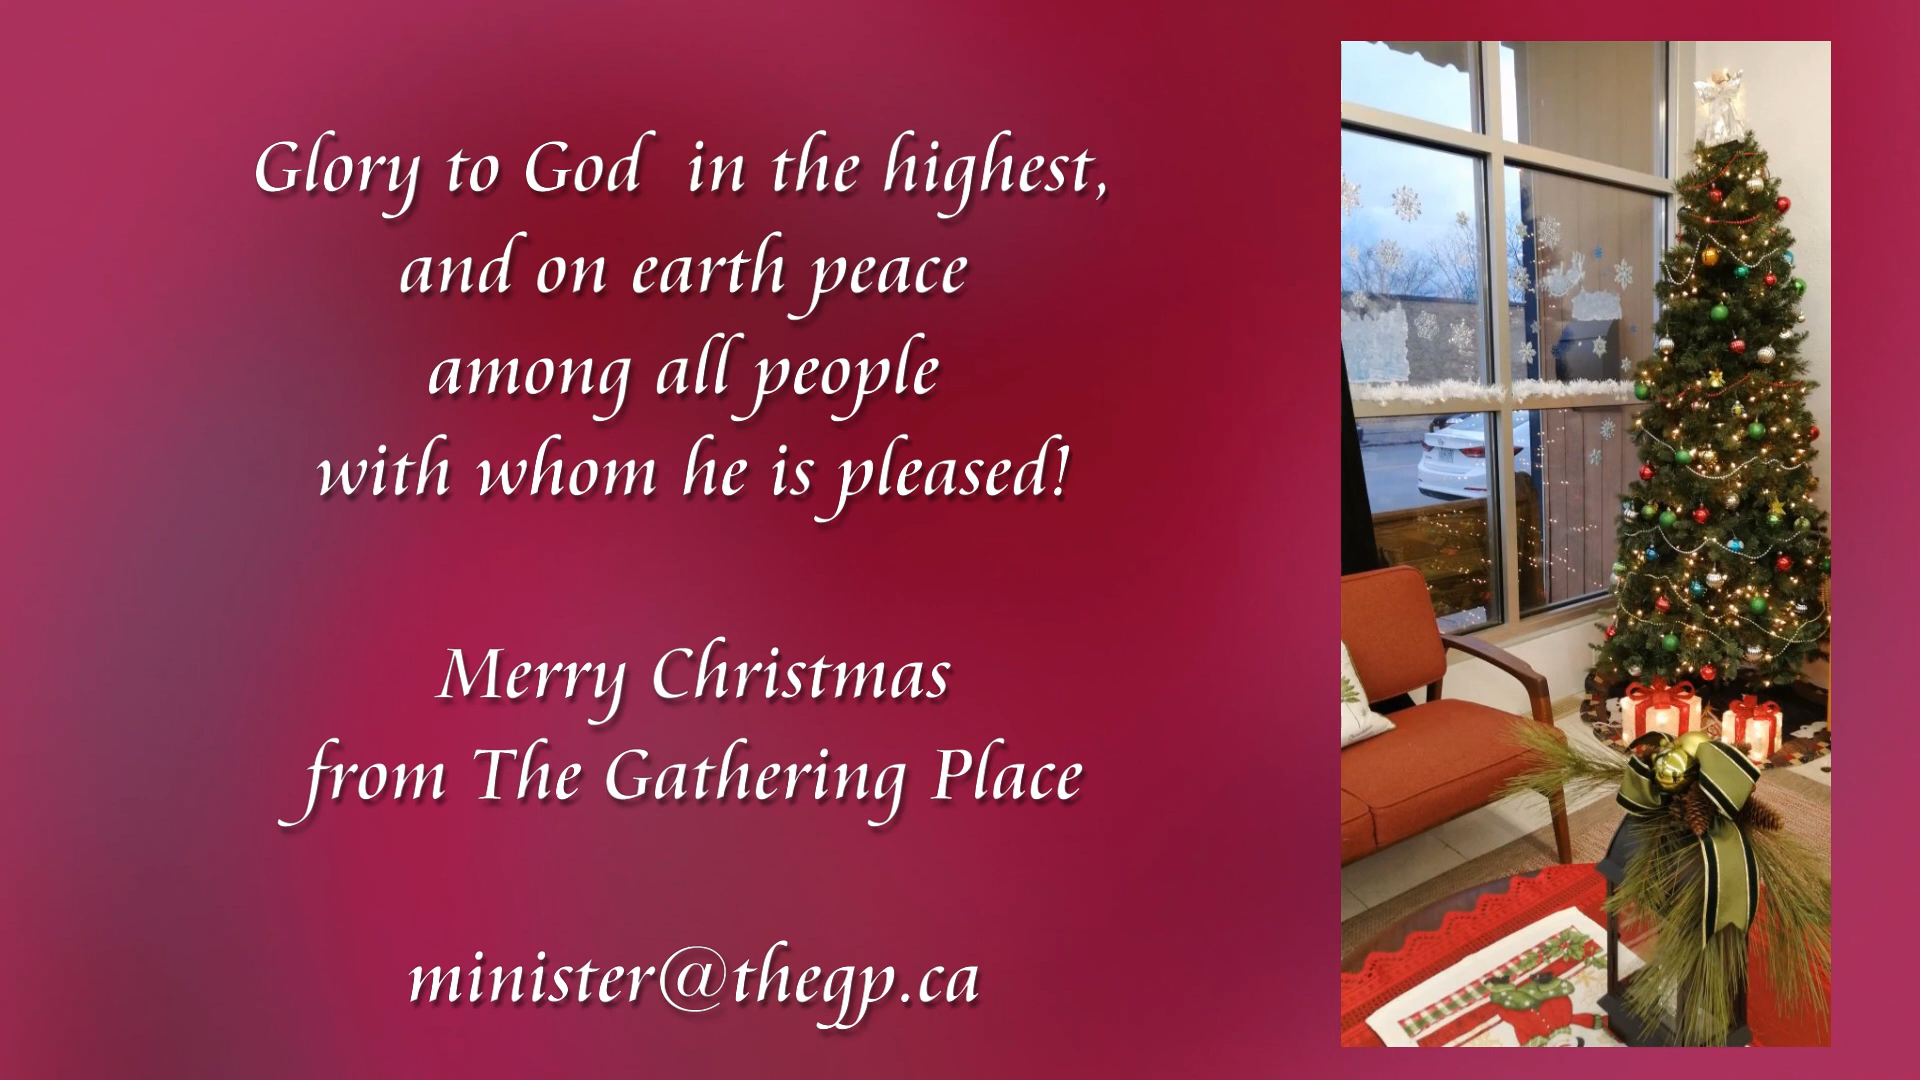 Glory to God in the highest,
and on earth peace
among all people
with whom he is pleased!
Merry Christmas
from The Gathering Place
minister@thegp.ca